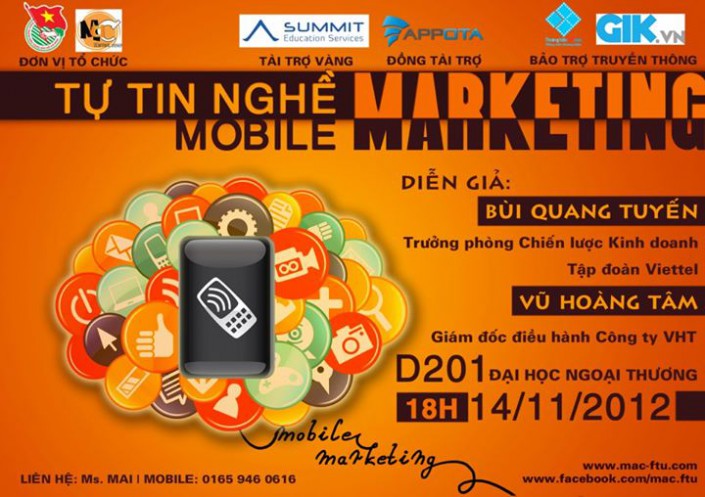 SUMMIT
Education Services
APPOTA
GIK.VN
ĐƠN VỊ TỔ CHỨC
TÀI TRỢ VÀNG
ĐỒNG TÀI TRỢ
BẢO TRỢ TRUYỀN THÔNG
TỰ TIN NGHỀ
MOBILE
MARKETING
DIỄN GIẢ:
BÙI QUANG TUYẾN
Trưởng phòng Chiến lược Kinh doanh
Tập đoàn Viettel
VŨ HOÀNG TÂM
Giám đốc điều hành Công ty VHT
D201 ĐẠI HỌC NGOẠI THƯƠNG
18H 14/11/2012
mobile
marketing
LIÊN HỆ: Ms. MAI | MOBILE: 0165 946 0616
www.mac-ftu.com
www.facebook.com/mac.ftu